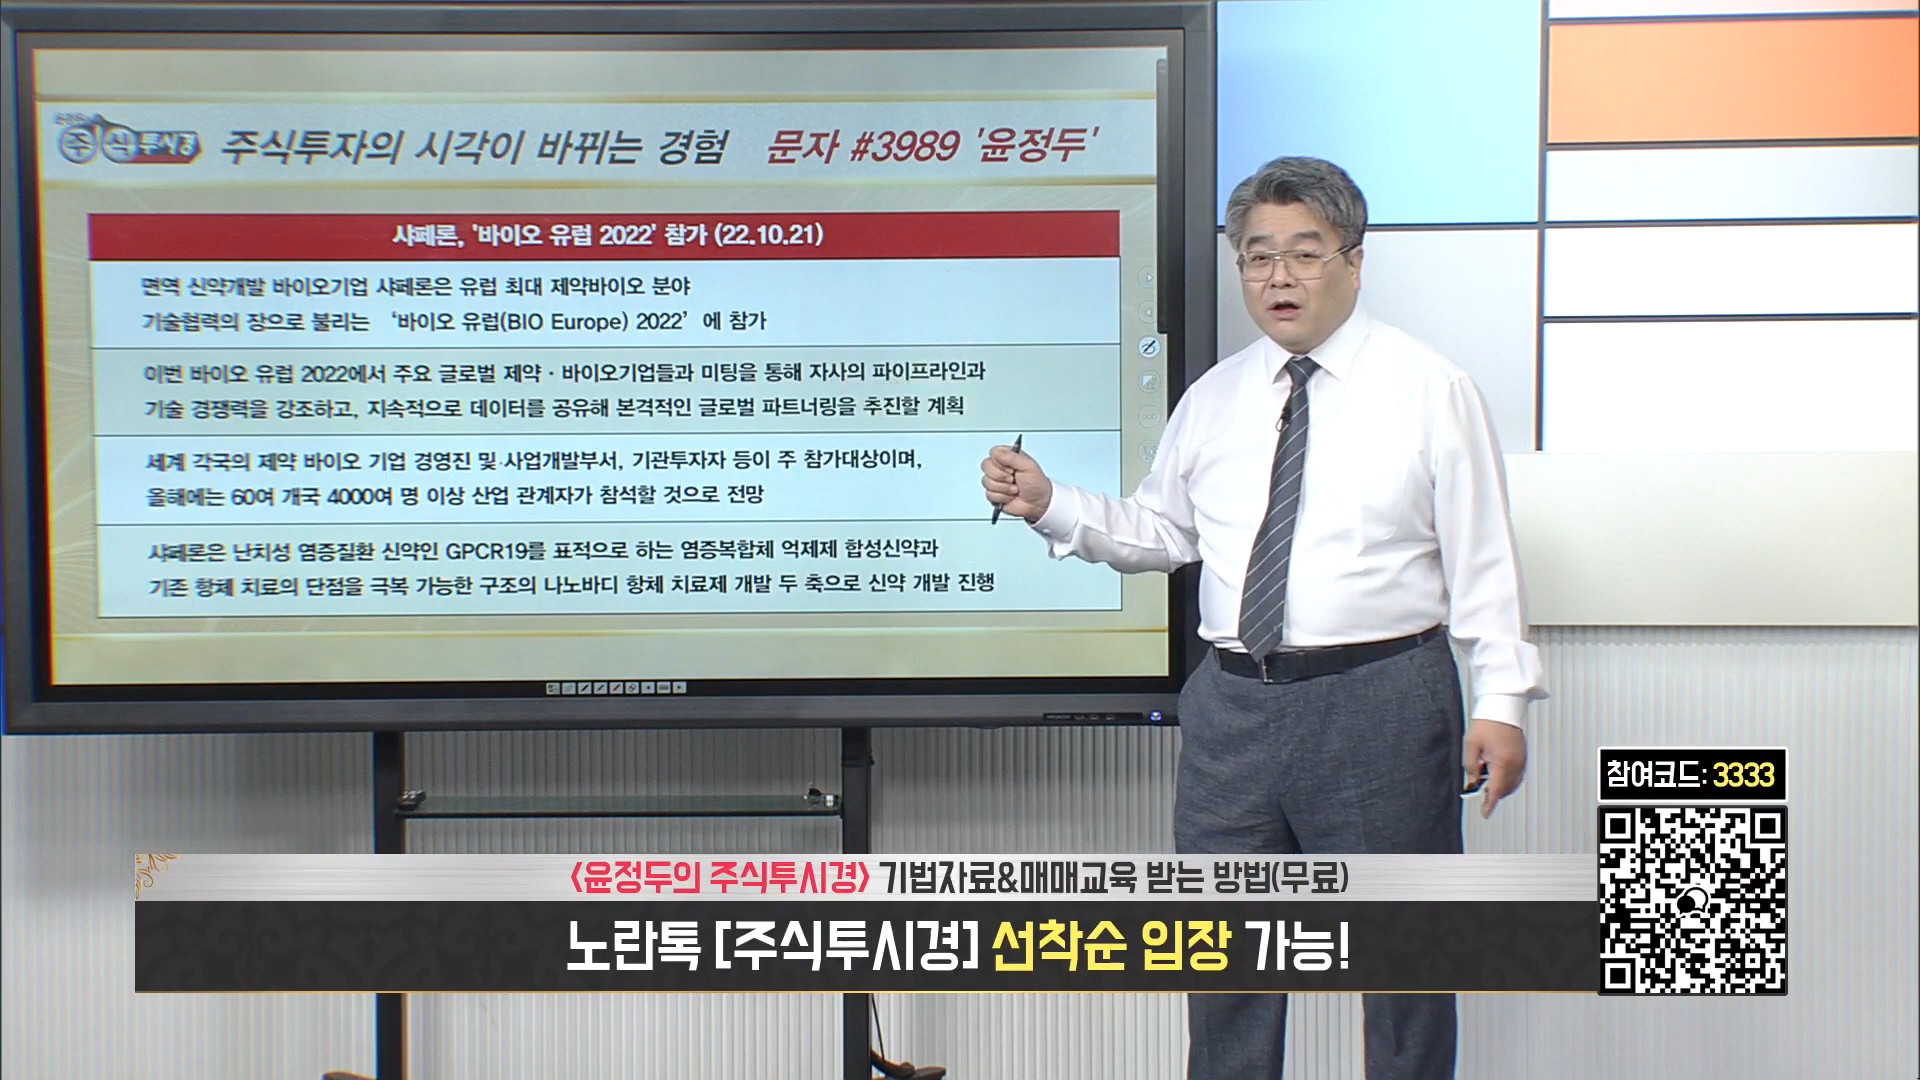 주식투시경 주식투자의 시각이 바뀌는 경험 문자 #3989 '윤정두'
샤페론, '바이오 유럽 2022' 참가 (22.10.21)
면역 신약개발 바이오기업 샤페론은 유럽 최대 제약바이오 분야
기술협력의 장으로 불리는 ‘바이오 유럽(BIO Europe) 2022’에 참가
이번 바이오 유럽 2022에서 주요 글로벌 제약·바이오기업들과 미팅을 통해 자사의 파이프라인과
기술 경쟁력을 강조하고, 지속적으로 데이터를 공유해 본격적인 글로벌 파트너링을 추진할 계획
세계 각국의 제약 바이오 기업 경영진 및 사업개발부서, 기관투자자 등이 주 참가대상이며,
올해에는 60여 개국 4000여 명 이상 산업 관계자가 참석할 것으로 전망
샤페론은 난치성 염증질환 신약인 GPCR19를 표적으로 하는 염증복합체 억제제 합성신약과
기존 항체 치료의 단점을 극복 가능한 구조의 나노바디 항체 치료제 개발 두 축으로 신약 개발 진행
참여코드: 3333
<윤정두의 주식투시경> 기법자료&매매교육 받는 방법(무료)
노란톡 [주식투시경] 선착순 입장 가능!